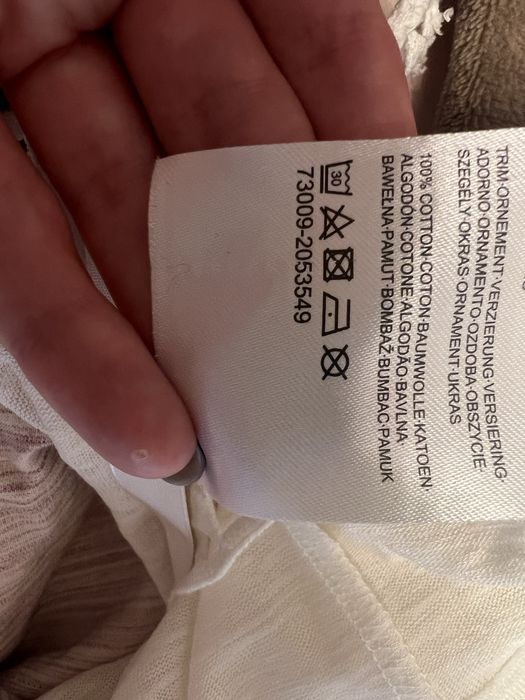 TRIM·ORNEMENT·VERZIERUNG·VERSIERING
ADORNO·ORNAMENTO·OZDOBA·OBSZYCIE
SZEGÉLY·OKRAS·ORNAMENT·UKRAS
100% COTTON·COTON·BAUMWOLLE·KATOEN·
ALGODÓN·COTONE·ALGODÃO·BAVLNA
BAWEŁNA·PAMUT·BOMBAŽ·BUMBAC·PAMUK
30
73009-2053549